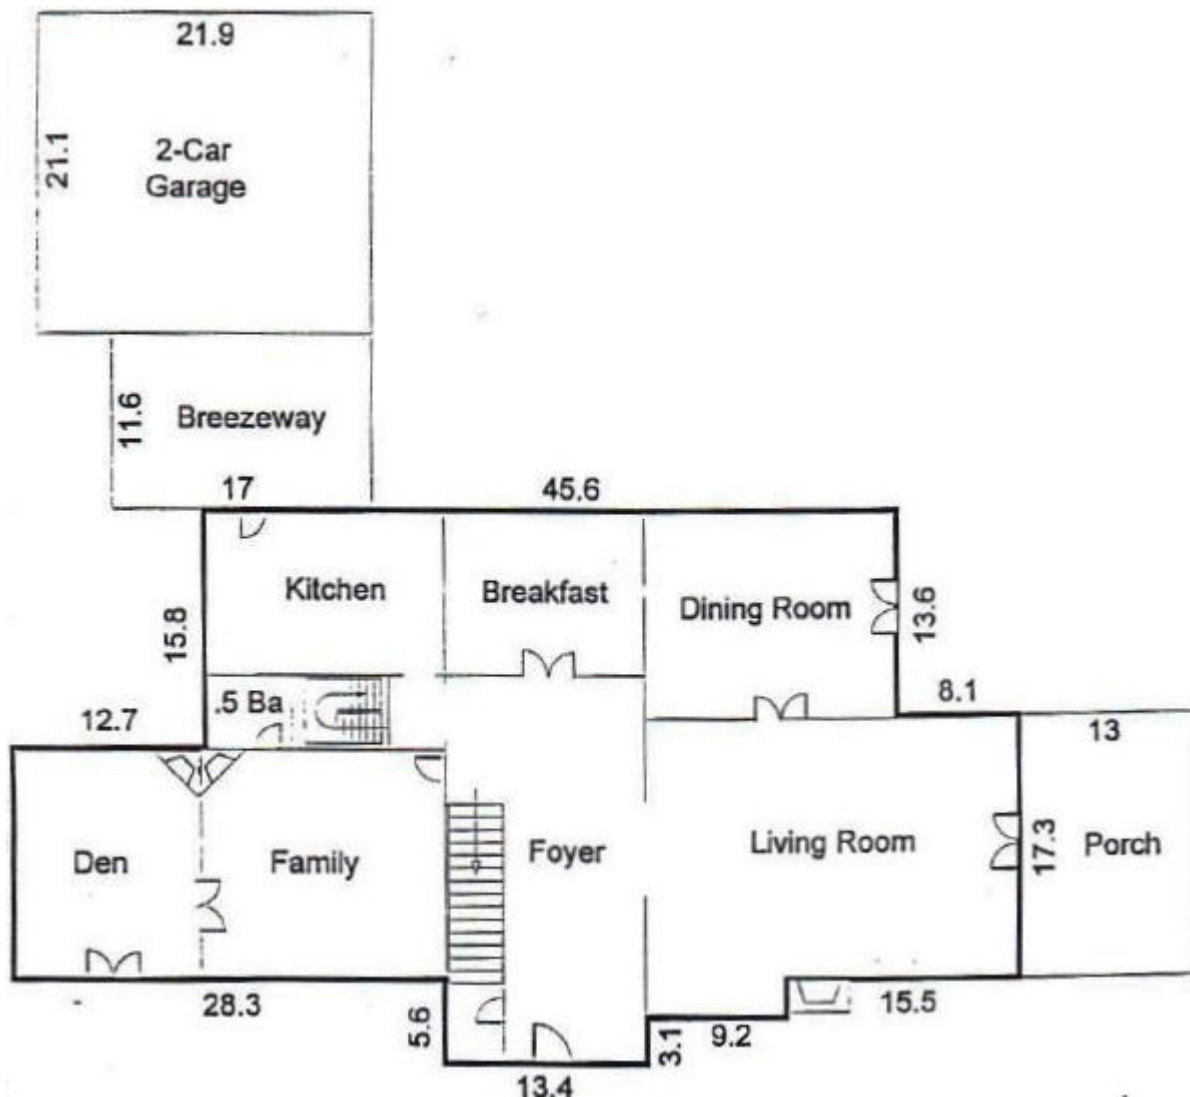 21.9
21.1
2-Car
Garage
11.6
Breezeway
17
45.6
Kitchen
Breakfast
Dining Room
13.6
15.8
.5 Ba
8.1
12.7
13
Den
Family
Foyer
Living Room
17.3
Porch
28.3
5.6
13.4
3.1
9.2
15.5